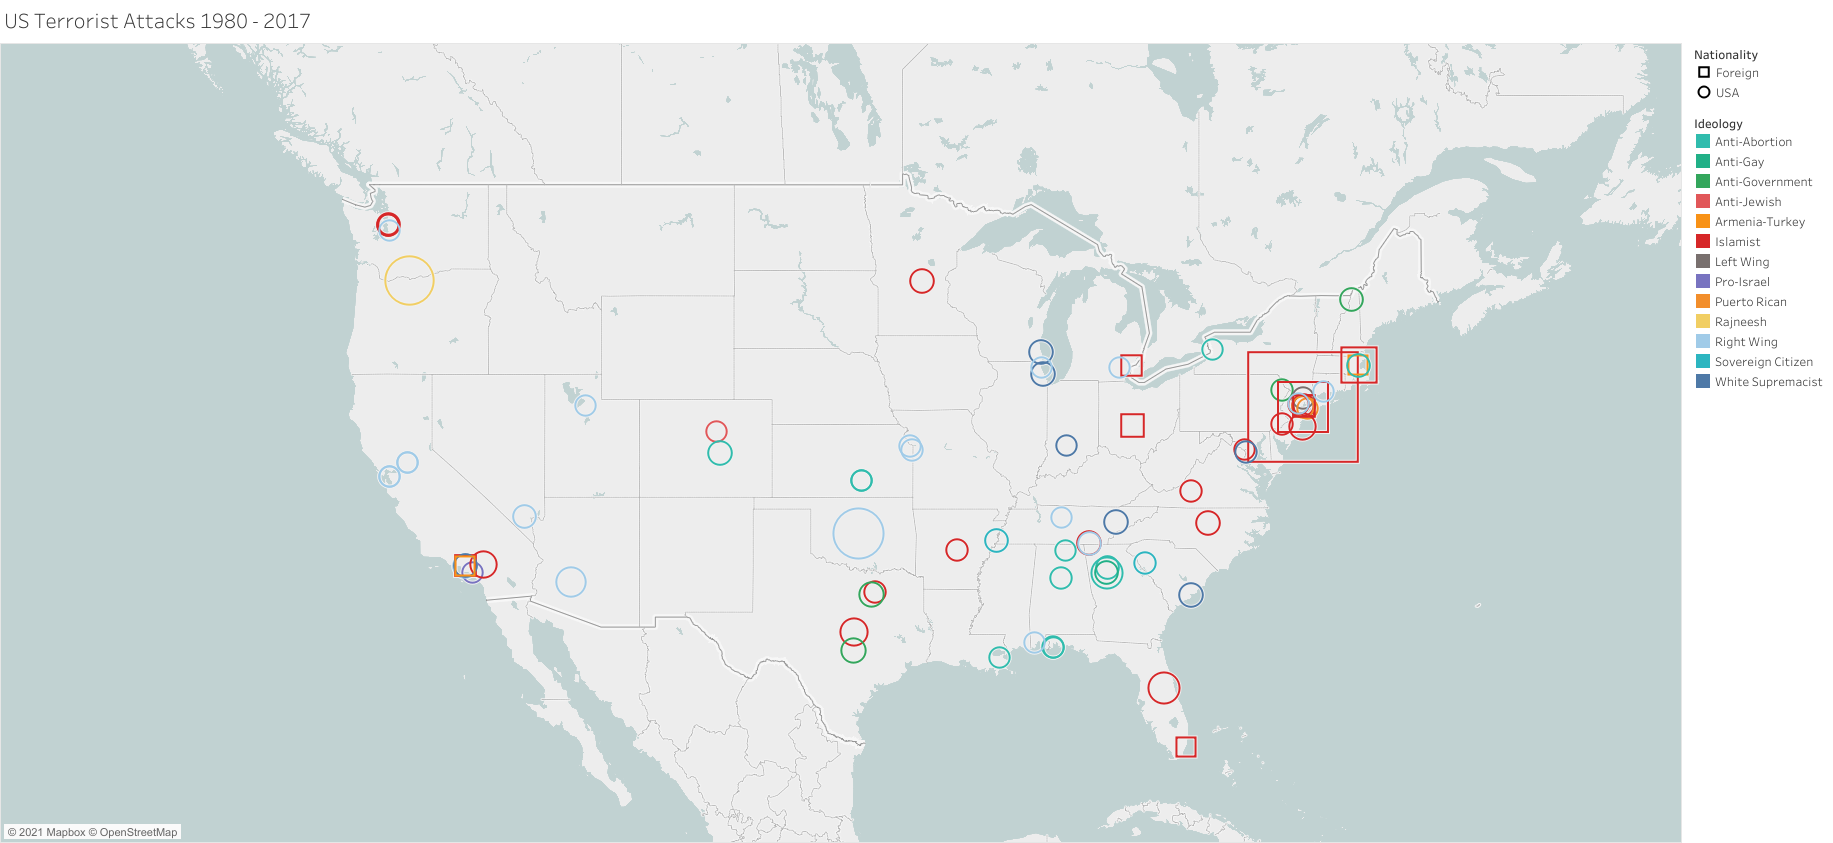 US Terrorist Attacks 1980 - 2017
Nationality
Foreign
USA
Ideology
Anti-Abortion
Anti-Gay
Anti-Government
Anti-Jewish
Armenia-Turkey
Islamist
Left Wing
Pro-Israel
Puerto Rican
Rajneesh
Right Wing
Sovereign Citizen
White Supremacist
© 2021 Mapbox © OpenStreetMap